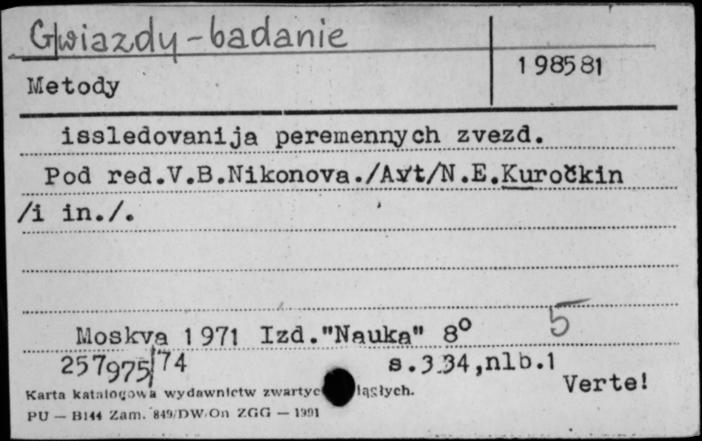 Gwiazdy - badanie
198581
Metody
issledovanija peremennych zvezd.
Pod red.V.B.Nikonova./Avt/N.E.Kuročkin
/i in./.
Moskva 1971 Izd."Nauka" 8° 5
257975/74 s.334,nlb.1
Karta katalogowa wydawnictw zwartych
Verte!
PU — B144 Zam. 849/DW/On ZGG — 1991